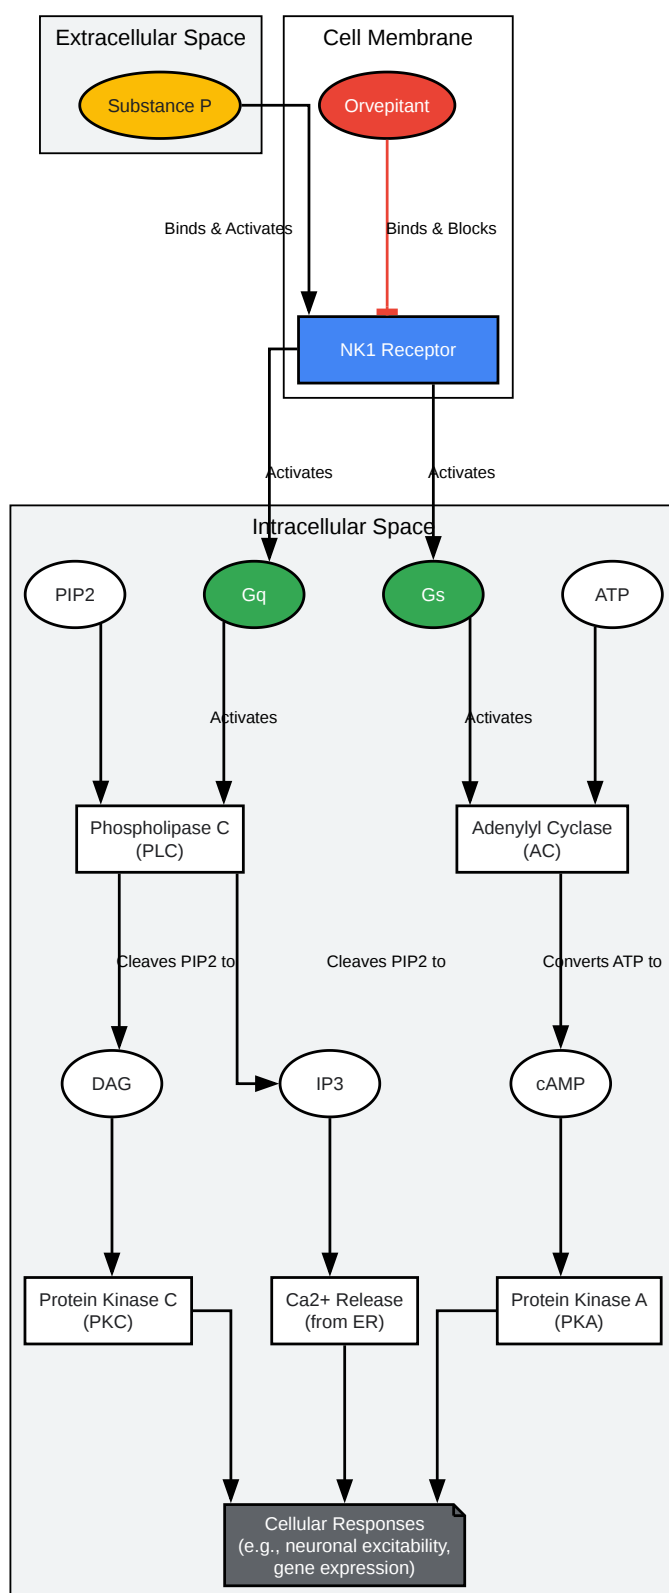 Extracellular Space
Cell Membrane
Substance P
Orvepitant
Binds & Activates
Binds & Blocks
NK1 Receptor
Activates
Activates
Intracellular Space
PIP2
Gq
Gs
ATP
Activates
Activates
Phospholipase C
(PLC)
Adenylyl Cyclase
(AC)
Cleaves PIP2 to
Cleaves PIP2 to
Converts ATP to
DAG
IP3
cAMP
Protein Kinase C
(PKC)
Ca2+ Release
(from ER)
Protein Kinase A
(PKA)
Cellular Responses
(e.g., neuronal excitability,
gene expression)